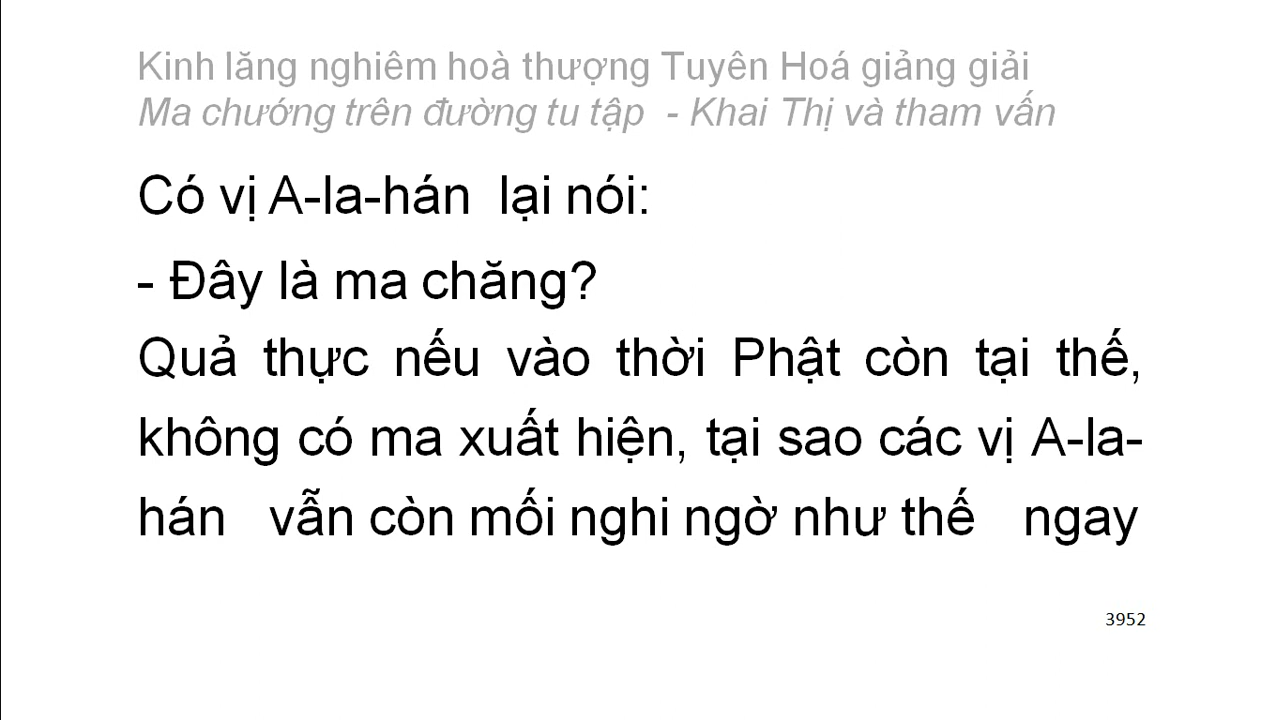 Kinh lăng nghiêm hoà thượng Tuyên Hoá giảng giải
Ma chướng trên đường tu tập - Khai Thị và tham vấn
Có vị A-la-hán lại nói:
- Đây là ma chăng?
Quả thực nếu vào thời Phật còn tại thế,
không có ma xuất hiện, tại sao các vị A-la-
hán vẫn còn mối nghi ngờ như thế ngay
3952